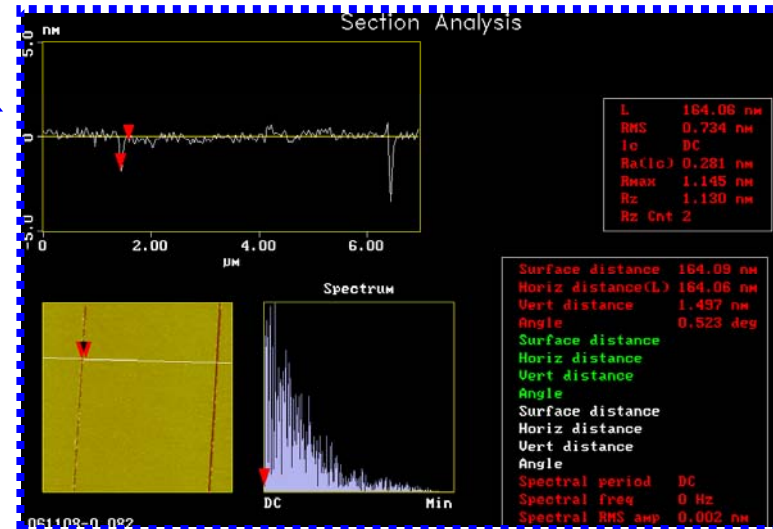 Section Analysis
nM
5.0
0
-5.0
0 2.00 4.00 6.00
µM
L 164.06 nM
RMS 0.734 nM
lc DC
Ra(lc) 0.281 nM
Rmax 1.145 nM
Rz 1.130 nM
Rz Cnt 2
Spectrum
DC Min
Surface distance 164.09 nM
Horiz distance(L) 164.06 nM
Vert distance 1.497 nM
Angle 0.523 deg
Surface distance
Horiz distance
Vert distance
Angle
Surface distance
Horiz distance
Vert distance
Angle
Spectral period DC
Spectral freq 0 Hz
Spectral RMS amp 0.002 nM
061108-0.082